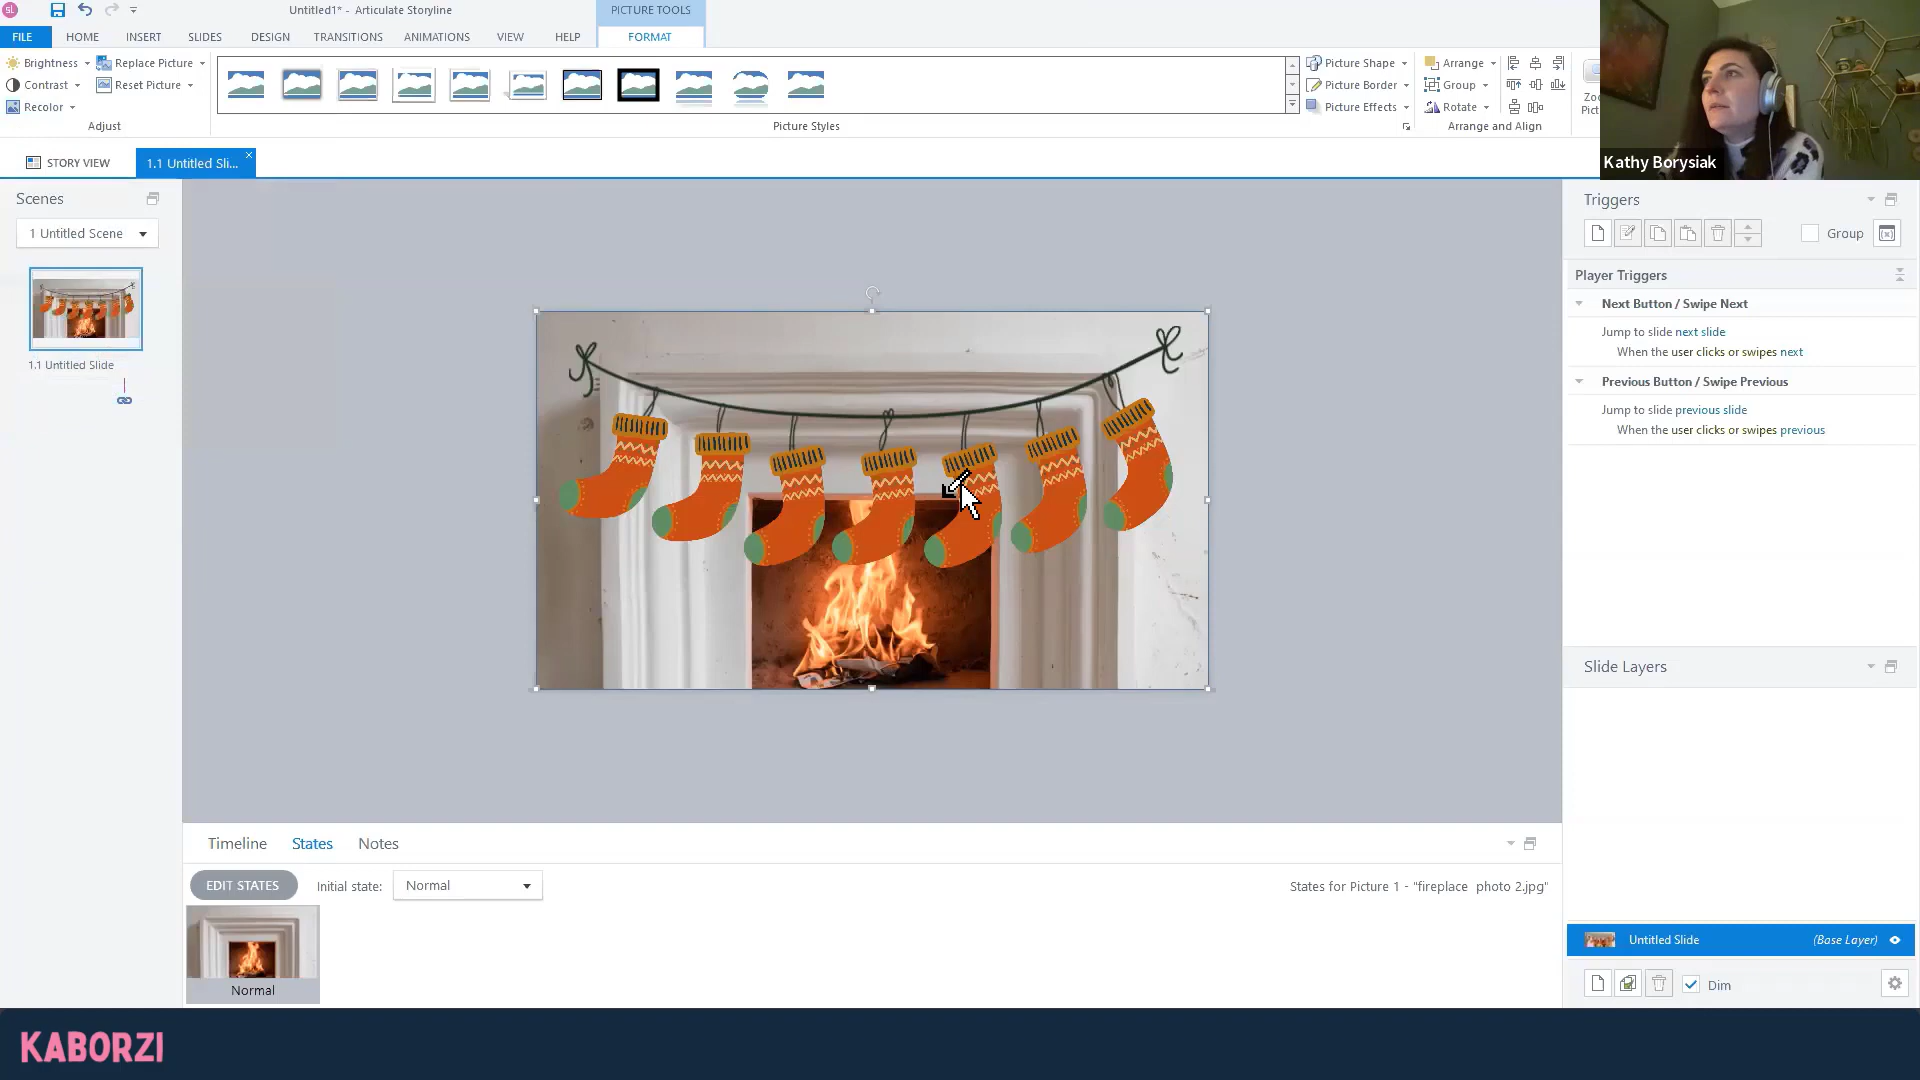 Untitled1* - Articulate Storyline
PICTURE TOOLS
FILE HOME INSERT SLIDES DESIGN TRANSITIONS ANIMATIONS VIEW HELP FORMAT
Brightness Replace Picture
Contrast Reset Picture
Recolor
Adjust
Picture Styles
Picture Shape
Picture Border
Picture Effects
Arrange
Group
Rotate
Arrange and Align
Kathy Borysiak
STORY VIEW
1.1 Untitled Sli...
Scenes
1 Untitled Scene
1.1 Untitled Slide
Triggers
Group
Player Triggers
Next Button / Swipe Next
Jump to slide next slide
When the user clicks or swipes next
Previous Button / Swipe Previous
Jump to slide previous slide
When the user clicks or swipes previous
Slide Layers
Untitled Slide (Base Layer)
Dim
Timeline States Notes
EDIT STATES Initial state: Normal
States for Picture 1 - "fireplace photo 2.jpg"
Normal
KABORZI